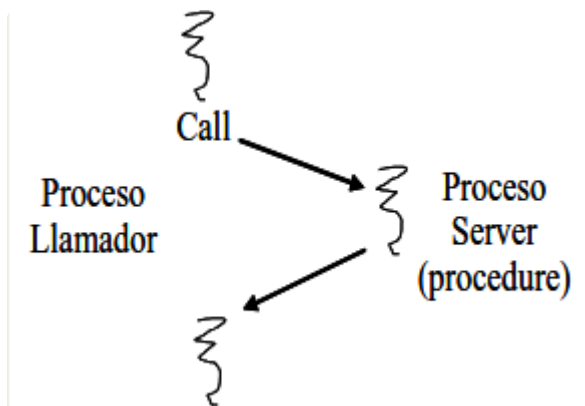 Call
Proceso
Llamador
Proceso
Server
(procedure)